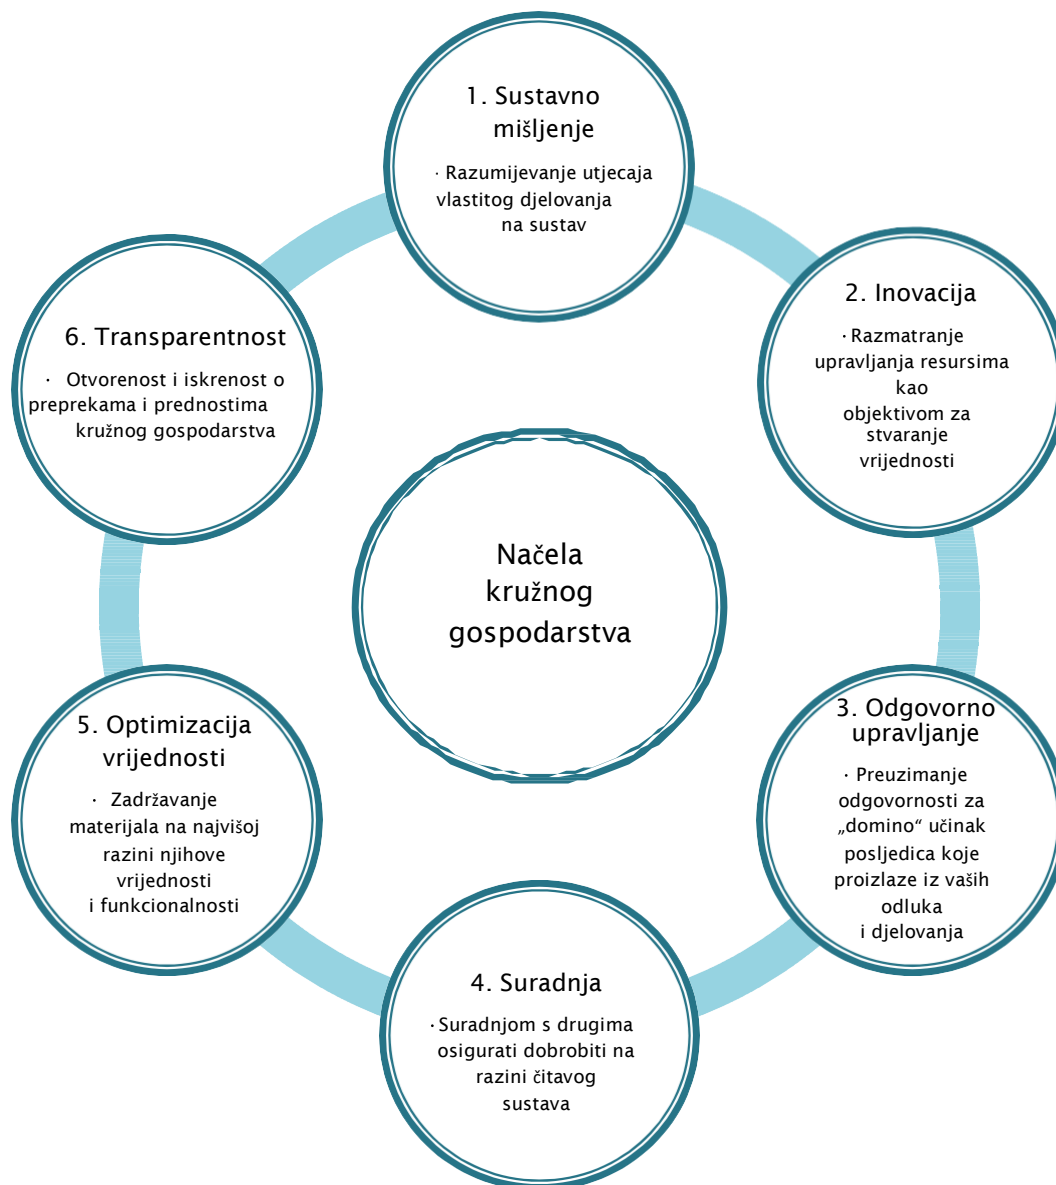 1. Sustavno
mišljenje
· Razumijevanje utjecaja
vlastitog djelovanja
na sustav
2. Inovacija
· Razmatranje
upravljanja resursima
kao
objektivom za
stvaranje
vrijednosti
3. Odgovorno
upravljanje
· Preuzimanje
odgovornosti za
„domino“ učinak
posljedica koje
proizlaze iz vaših
odluka
i djelovanja
4. Suradnja
· Suradnjom s drugima
osigurati dobrobiti na
razini čitavog
sustava
5. Optimizacija
vrijednosti
· Zadržavanje
materijala na najvišoj
razini njihove
vrijednosti
i funkcionalnosti
6. Transparentnost
· Otvorenost i iskrenost o
preprekama i prednostima
kružnog gospodarstva
Načela
kružnog
gospodarstva